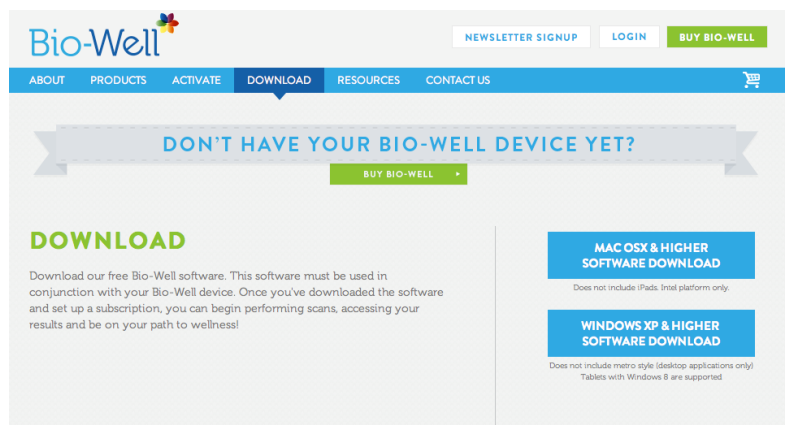 Bio-Well
NEWSLETTER SIGNUP
LOGIN
BUY BIO-WELL
ABOUT
PRODUCTS
ACTIVATE
DOWNLOAD
RESOURCES
CONTACT US
DON'T HAVE YOUR BIO-WELL DEVICE YET?
BUY BIO-WELL
DOWNLOAD
Download our free Bio-Well software. This software must be used in
conjunction with your Bio-Well device. Once you've downloaded the software
and set up a subscription, you can begin performing scans, accessing your
results and be on your path to wellness!
MAC OSX & HIGHER
SOFTWARE DOWNLOAD
Does not include iPads. Intel platform only.
WINDOWS XP & HIGHER
SOFTWARE DOWNLOAD
Does not include metro style (desktop applications only)
Tablets with Windows 8 are supported